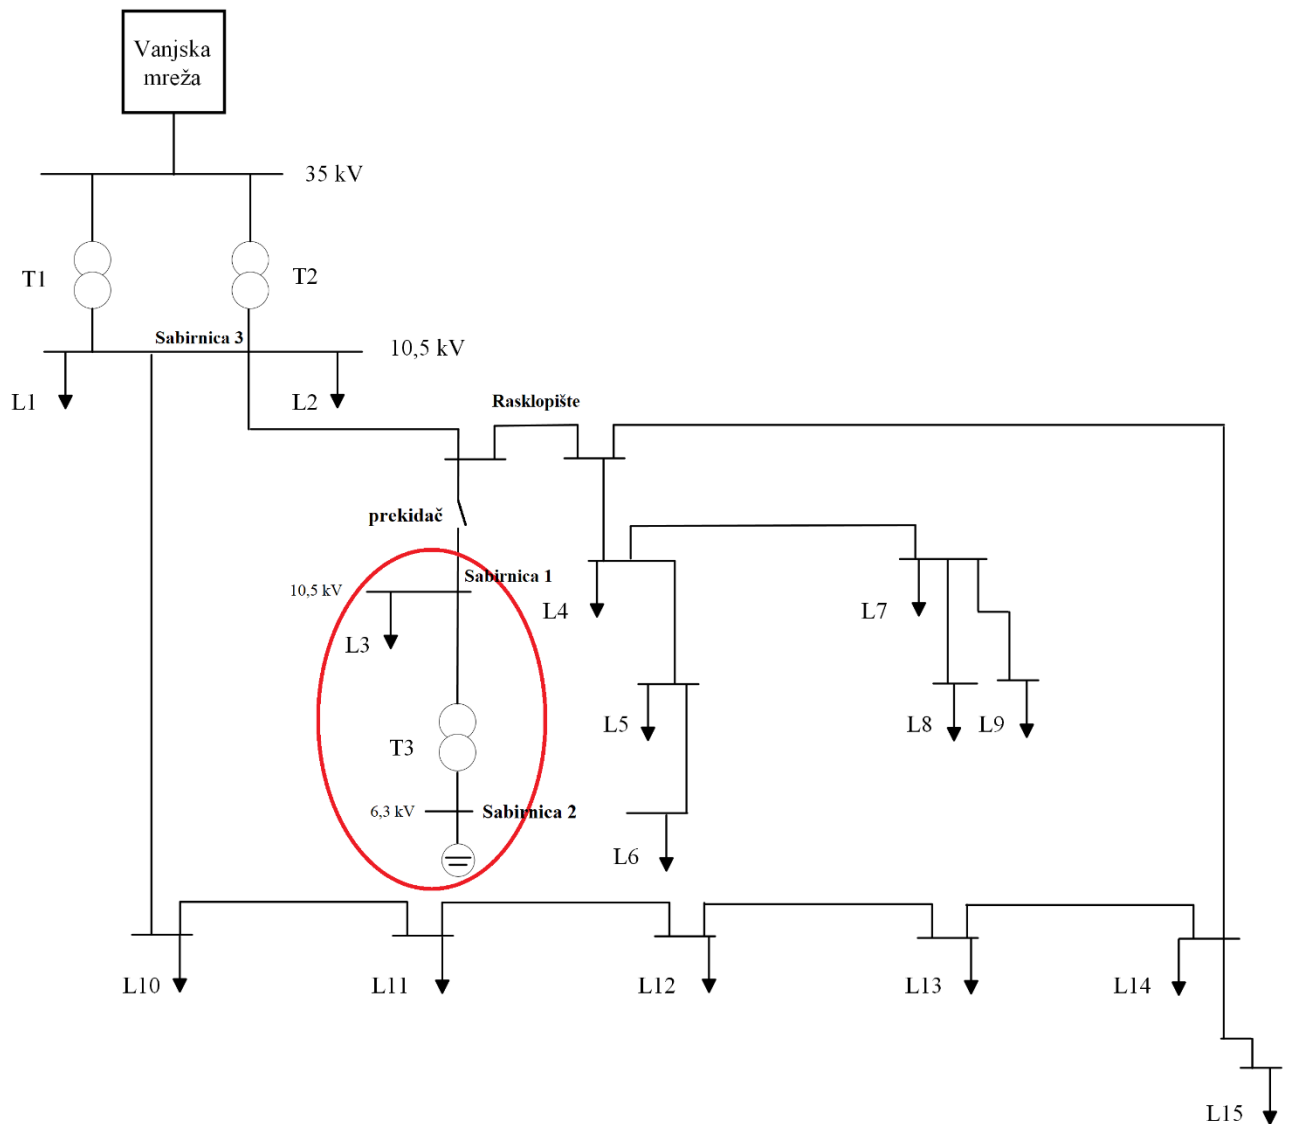 Vanjska
mreža
35 kV
T1
T2
Sabirnica 3
10,5 kV
L1
L2
Rasklopište
prekidač
Sabirnica 1
10,5 kV
L3
L4
L7
T3
L5
L8
L9
6,3 kV
Sabirnica 2
L6
L10
L11
L12
L13
L14
L15